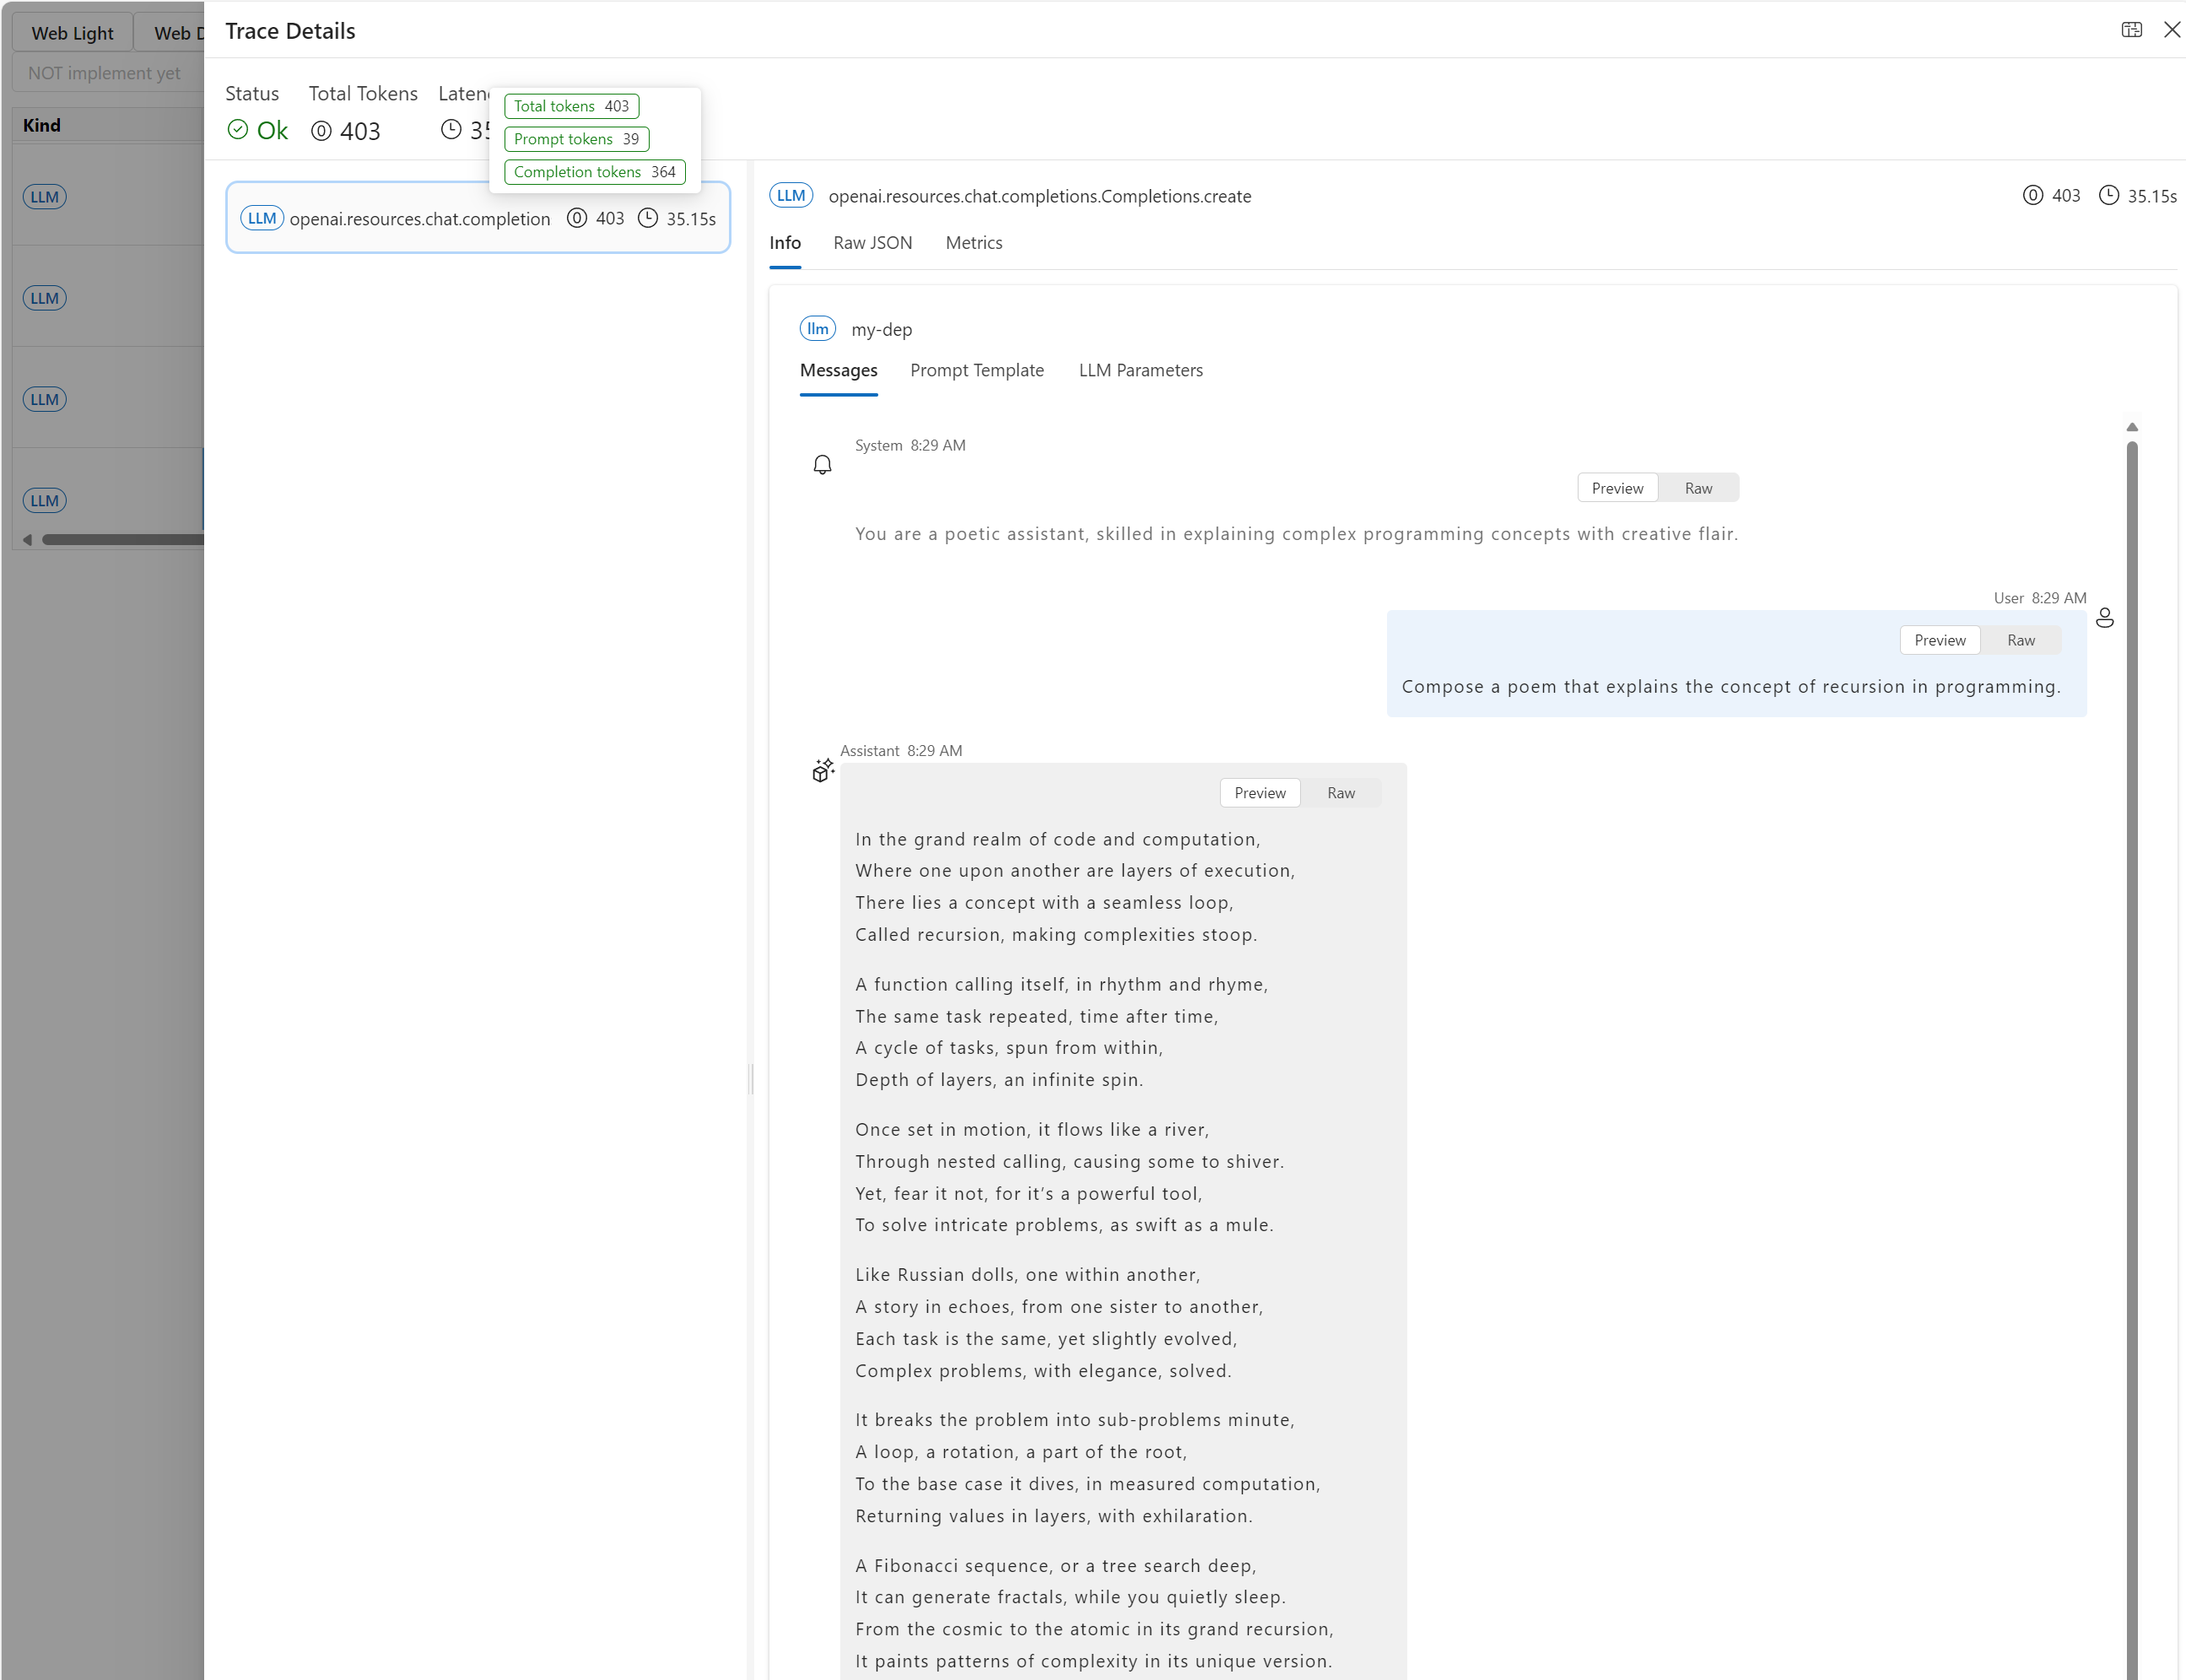 Web Light
Web D
NOT implement yet
Kind
LLM
LLM
LLM
LLM
Trace Details
Status
Total Tokens
Ok
403
35
Total tokens 403
Prompt tokens 39
Completion tokens 364
LLM openai.resources.chat.completion 403 35.15s
LLM openai.resources.chat.completions.Completions.create 403 35.15s
Info Raw JSON Metrics
llm my-dep
Messages Prompt Template LLM Parameters
System 8:29 AM
Preview Raw
You are a poetic assistant, skilled in explaining complex programming concepts with creative flair.
User 8:29 AM
Preview Raw
Compose a poem that explains the concept of recursion in programming.
Assistant 8:29 AM
Preview Raw
In the grand realm of code and computation,
Where one upon another are layers of execution,
There lies a concept with a seamless loop,
Called recursion, making complexities stoop.
A function calling itself, in rhythm and rhyme,
The same task repeated, time after time,
A cycle of tasks, spun from within,
Depth of layers, an infinite spin.
Once set in motion, it flows like a river,
Through nested calling, causing some to shiver.
Yet, fear it not, for it’s a powerful tool,
To solve intricate problems, as swift as a mule.
Like Russian dolls, one within another,
A story in echoes, from one sister to another,
Each task is the same, yet slightly evolved,
Complex problems, with elegance, solved.
It breaks the problem into sub-problems minute,
A loop, a rotation, a part of the root,
To the base case it dives, in measured computation,
Returning values in layers, with exhilaration.
A Fibonacci sequence, or a tree search deep,
It can generate fractals, while you quietly sleep.
From the cosmic to the atomic in its grand recursion,
It paints patterns of complexity in its unique version.